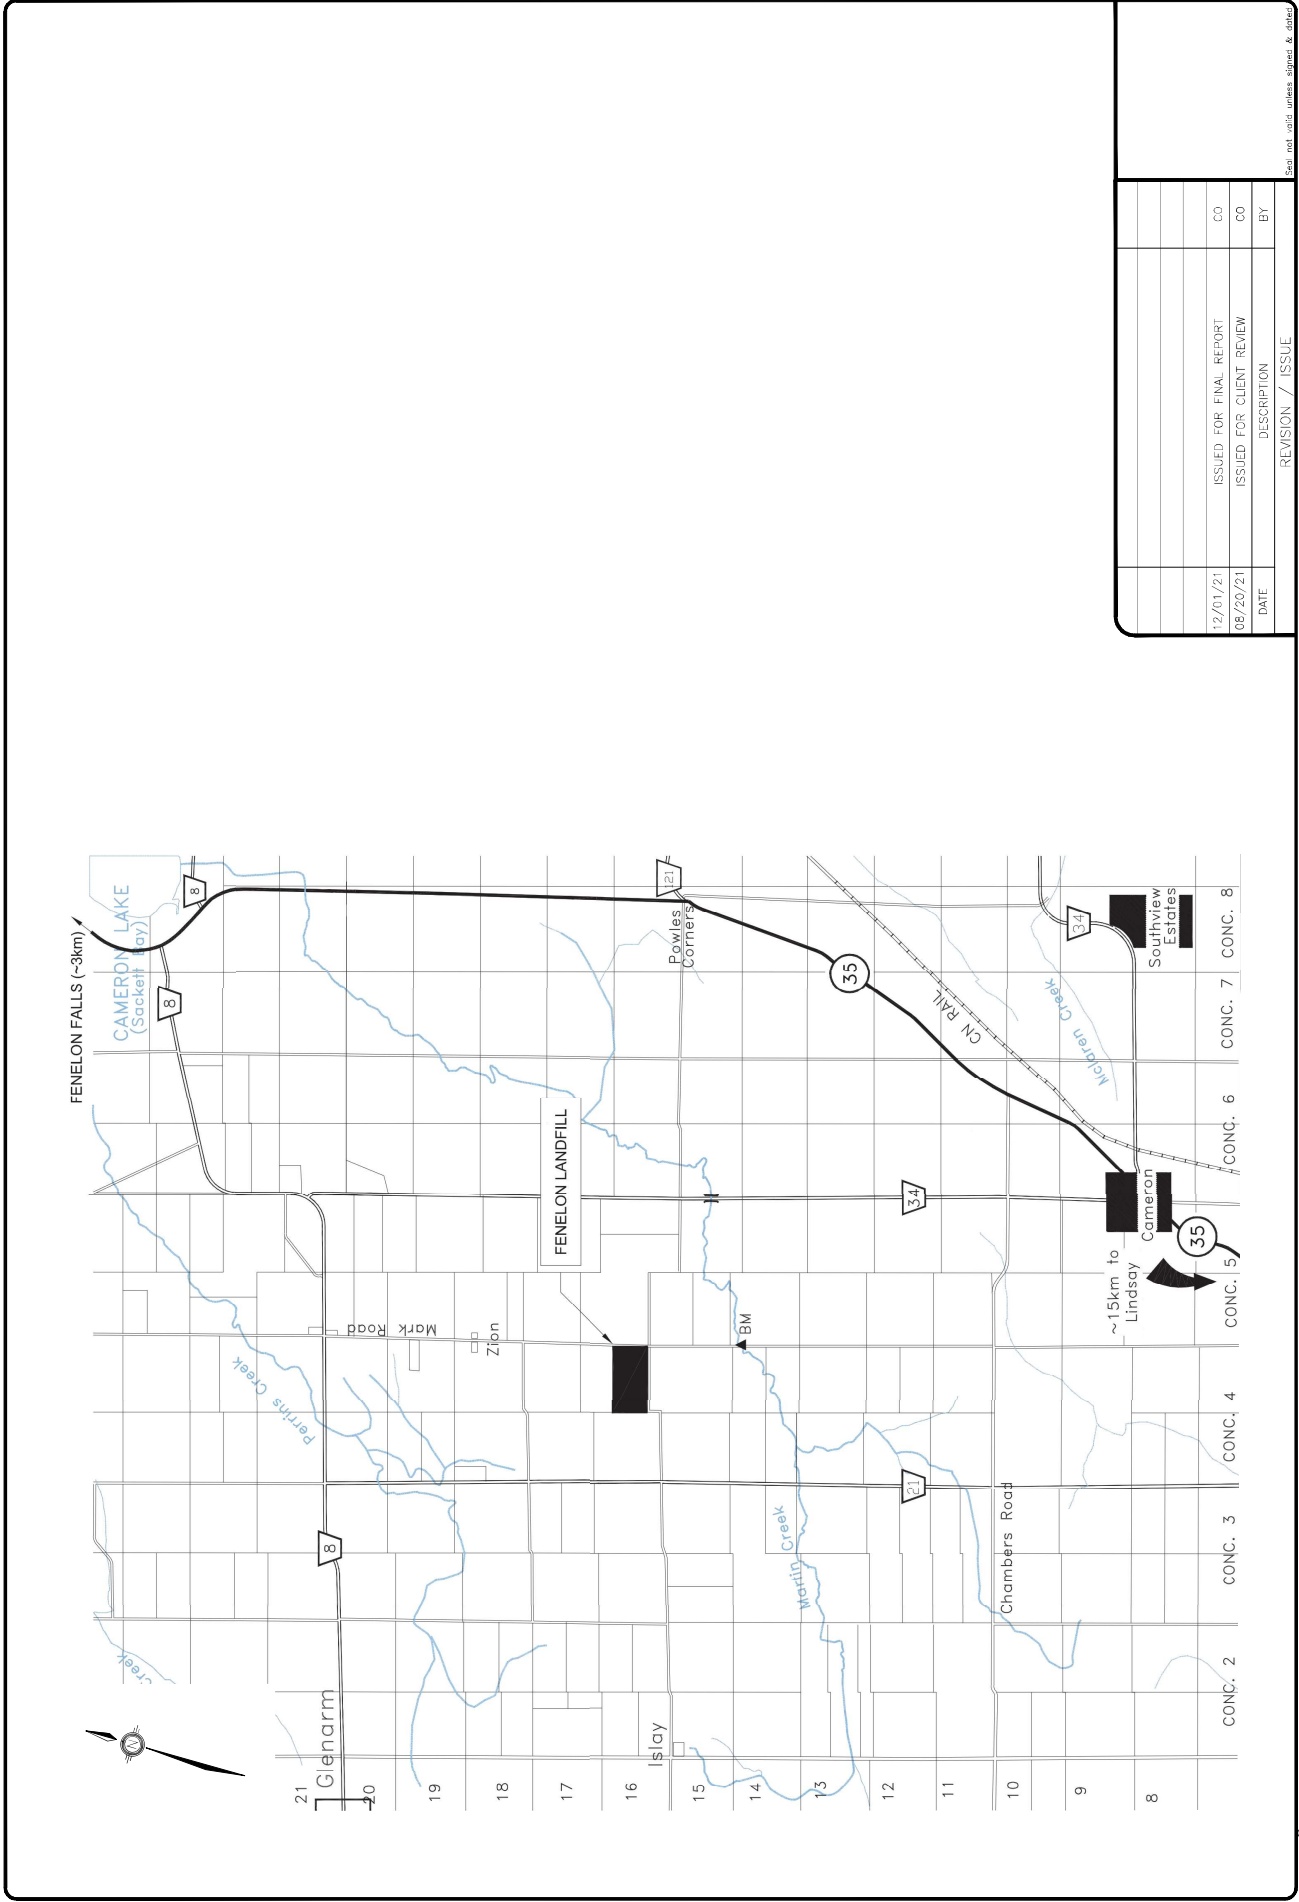 FENELON FALLS (~3km)
CAMERON LAKE
(Sackett Bay)
8
8
121
Powles
Corners
35
CN RAIL
Mclaren Creek
34
Southview
Estates
FENELON LANDFILL
34
Cameron
35
~15km to
Lindsay
Perrins Creek
Mark Road
Zion
BM
8
21
Martin Creek
Chambers Road
Creek
N
Glenarm
Islay
21
20
19
18
17
16
15
14
13
12
11
10
9
8
CONC. 2
CONC. 3
CONC. 4
CONC. 5
CONC. 6
CONC. 7
CONC. 8
12/01/21 ISSUED FOR FINAL REPORT CO
08/20/21 ISSUED FOR CLIENT REVIEW CO
DATE DESCRIPTION BY
REVISION / ISSUE
Seal not valid unless signed & dated